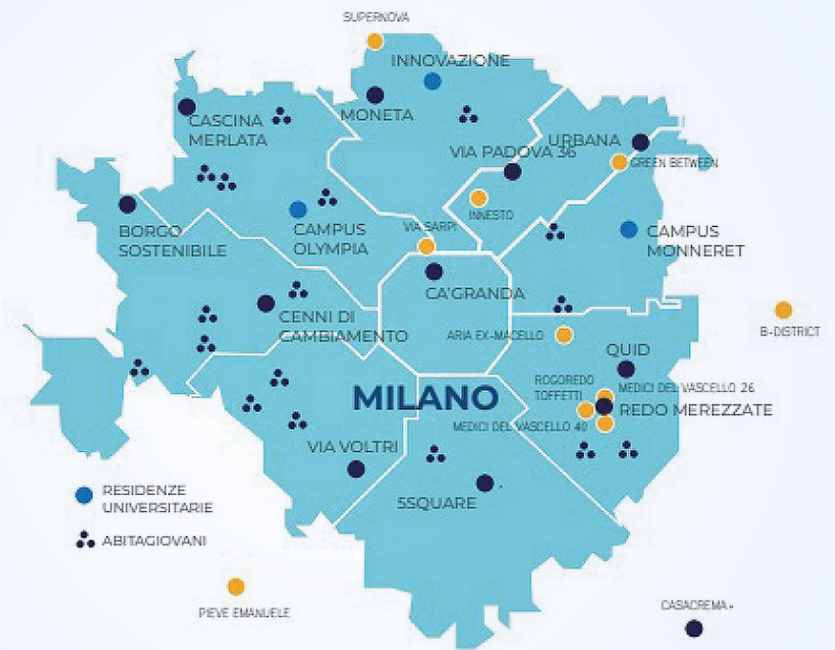 SUPERNOVA
INNOVAZIONE
MONETA
CASCINA
MERLATA
URBANA
VIA PADOVA 36
GREEN BETWEEN
INNESTO
VIA SARPI
BORGO
SOSTENIBILE
CAMPUS
OLYMPIA
CAMPUS
MONNERET
CA'GRANDA
CENNI DI
CAMBIAMENTO
ARIA EX-MACELLO
B-DISTRICT
QUID
ROGOREDO
TOFFETTI
MEDICI DEL VASCELLO 26
MILANO
REDO MEREZZATE
MEDICI DEL VASCELLO 40
VIA VOLTRI
5SQUARE
RESIDENZE
UNIVERSITARIE
ABITAGIOVANI
PIEVE EMANUELE
CASACREMA+